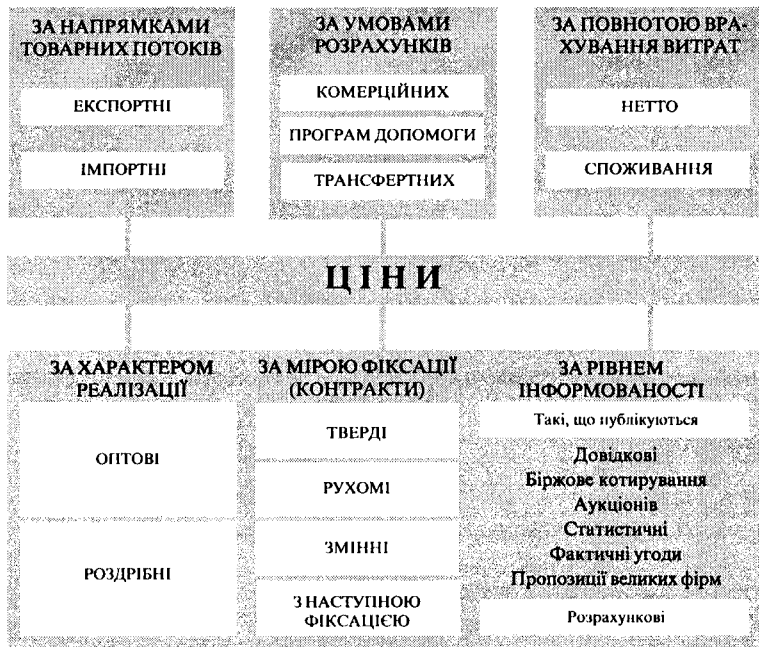 ЗА НАПРЯМКАМИ
ТОВАРНИХ ПОТОКІВ
ЕКСПОРТНІ
ІМПОРТНІ
ЗА УМОВАМИ
РОЗРАХУНКІВ
КОМЕРЦІЙНИХ
ПРОГРАМ ДОПОМОГИ
ТРАНСФЕРТНИХ
ЗА ПОВНОТОЮ ВРА-
ХУВАННЯ ВИТРАТ
НЕТТО
СПОЖИВАННЯ
ЦІНИ
ЗА ХАРАКТЕРОМ
РЕАЛІЗАЦІЇ
ОПТОВІ
РОЗДРІБНІ
ЗА МІРОЮ ФІКСАЦІЇ
(КОНТРАКТИ)
ТВЕРДІ
РУХОМІ
ЗМІННІ
З НАСТУПНОЮ
ФІКСАЦІЄЮ
ЗА РІВНЕМ
ІНФОРМОВАНОСТІ
Такі, що публікуються
Довідкові
Біржове котирування
Аукціонів
Статистичні
Фактичні угоди
Пропозиції великих фірм
Розрахункові